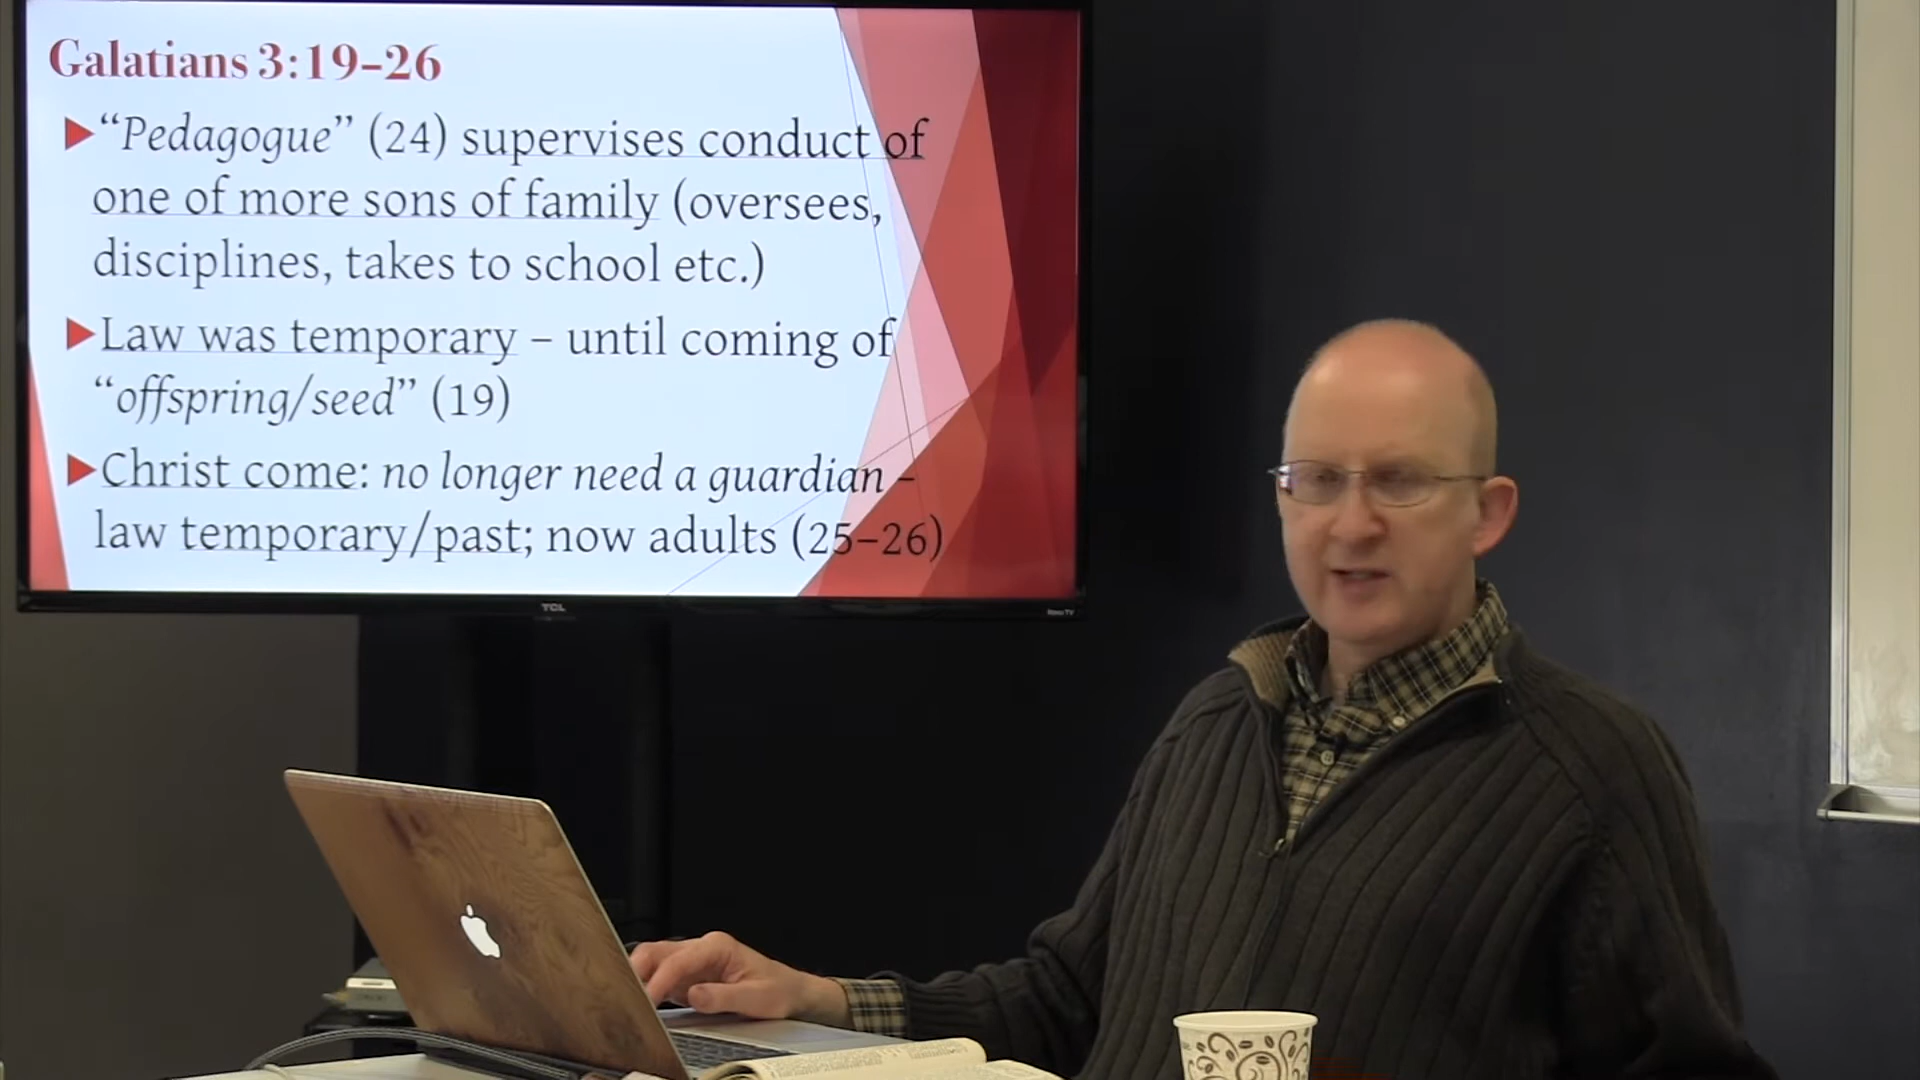 Galatians 3:19–26
“Pedagogue” (24) supervises conduct of
one of more sons of family (oversees,
disciplines, takes to school etc.)
Law was temporary – until coming of
“offspring/seed” (19)
Christ come: no longer need a guardian –
law temporary/past; now adults (25–26)
TCL
Roku TV